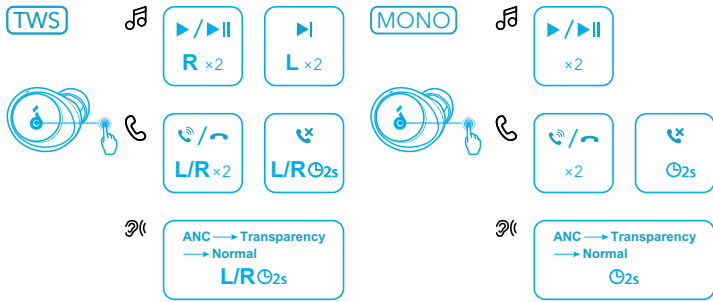 TWS
R ×2
L ×2
L/R ×2
L/R 2s
ANC Transparency
Normal
L/R 2s
MONO
×2
×2
2s
ANC Transparency
Normal
2s